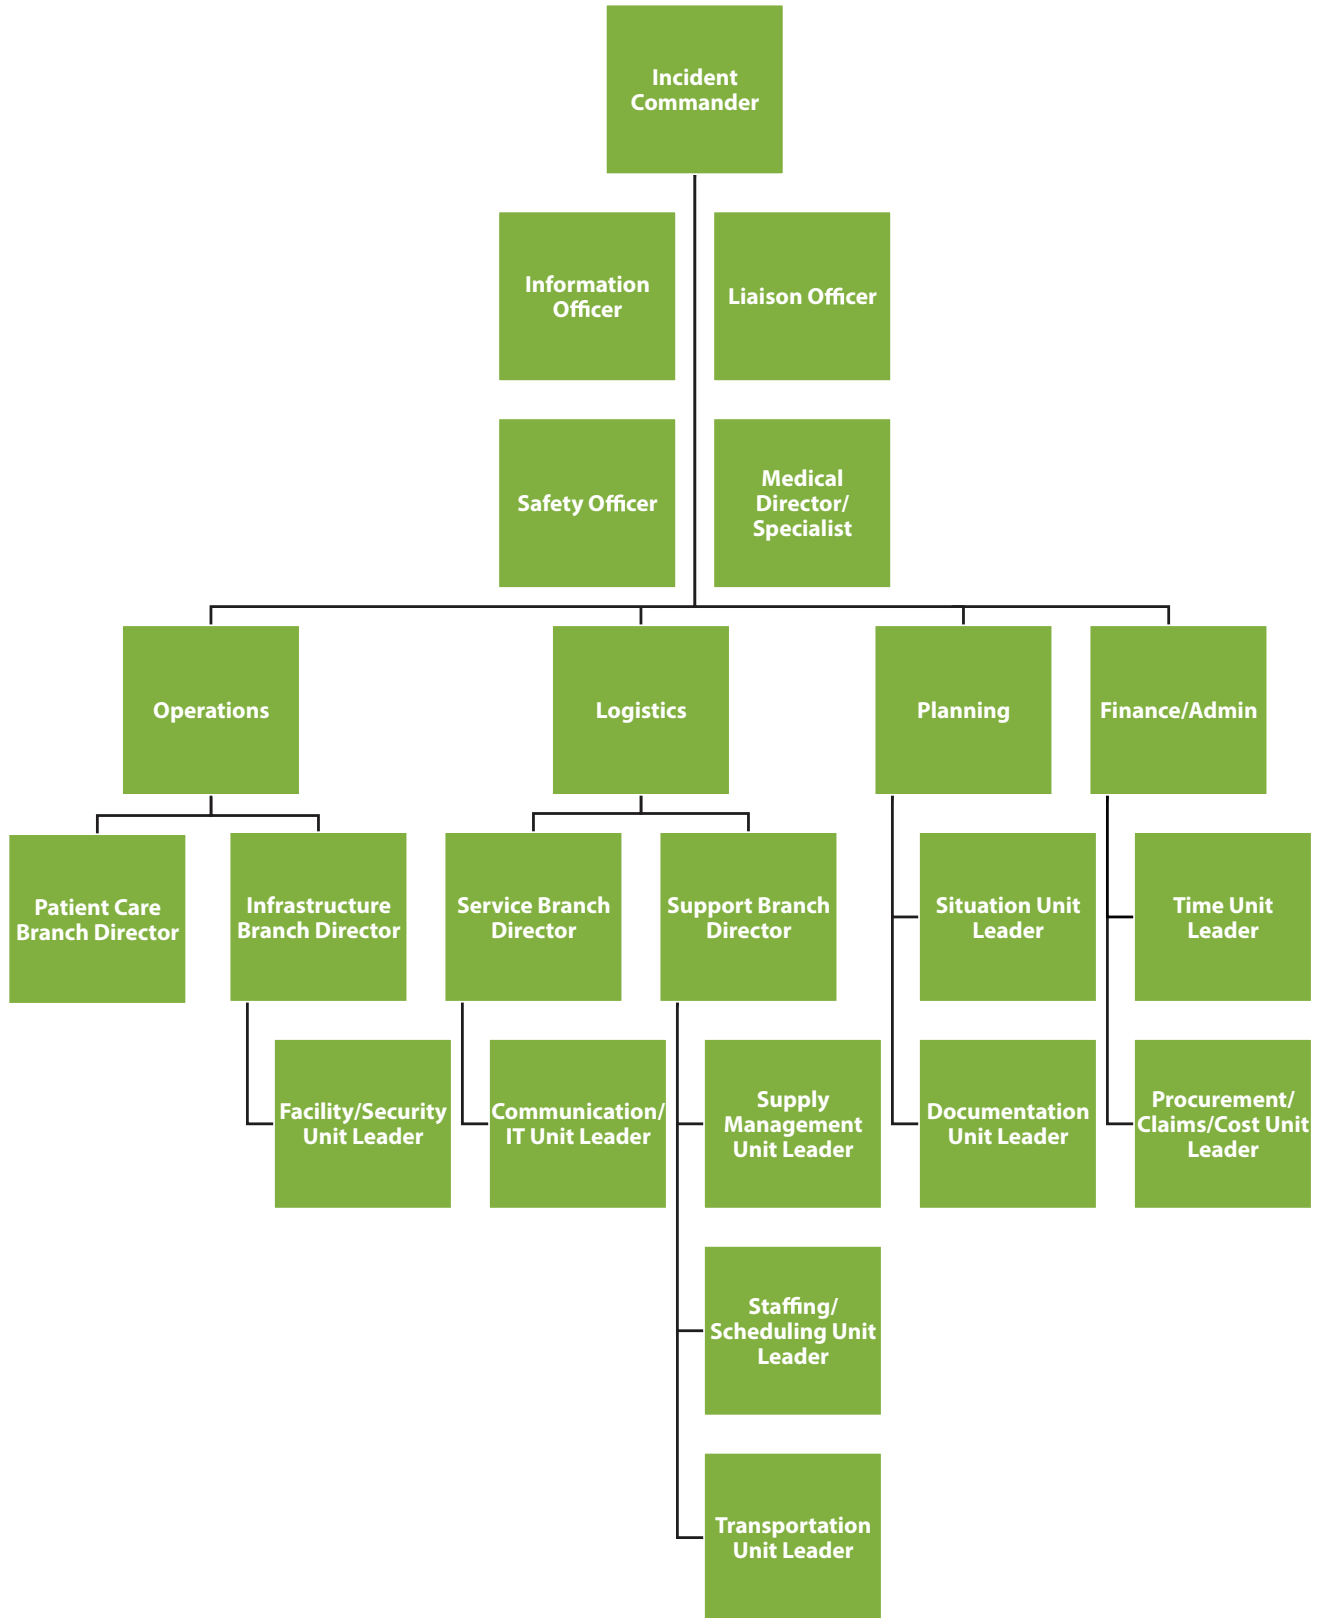 Incident
Commander
Information
Officer
Liaison Officer
Safety Officer
Medical
Director/
Specialist
Operations
Logistics
Planning
Finance/Admin
Patient Care
Branch Director
Infrastructure
Branch Director
Service Branch
Director
Support Branch
Director
Situation Unit
Leader
Time Unit
Leader
Facility/Security
Unit Leader
Communication/
IT Unit Leader
Supply
Management
Unit Leader
Documentation
Unit Leader
Procurement/
Claims/Cost Unit
Leader
Staffing/
Scheduling Unit
Leader
Transportation
Unit Leader